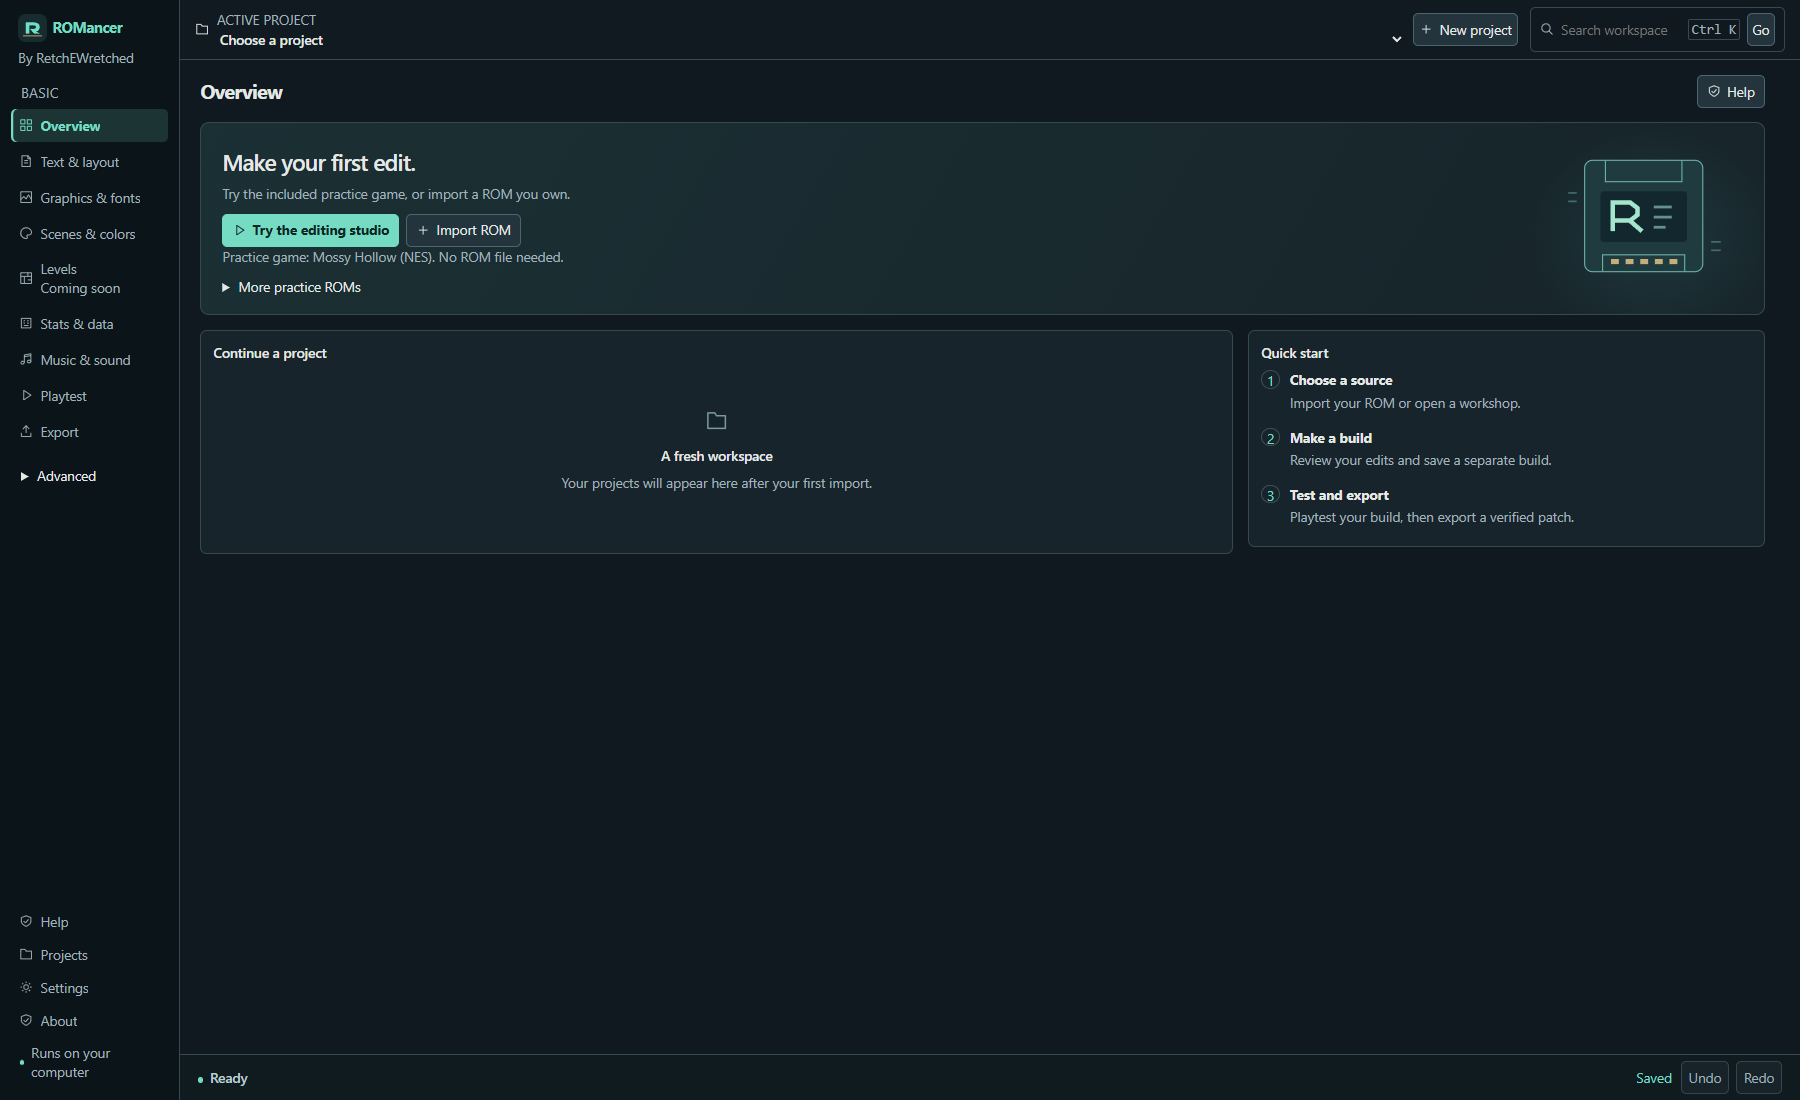 ROMancer
By RetchEWretched
BASIC
Overview
Text & layout
Graphics & fonts
Scenes & colors
Levels
Coming soon
Stats & data
Music & sound
Playtest
Export
Advanced
Help
Projects
Settings
About
Runs on your
computer
ACTIVE PROJECT
Choose a project
New project
Search workspace
Ctrl K
Go
Overview
Help
Make your first edit.
Try the included practice game, or import a ROM you own.
Try the editing studio
Import ROM
Practice game: Mossy Hollow (NES). No ROM file needed.
More practice ROMs
R
Continue a project
A fresh workspace
Your projects will appear here after your first import.
Quick start
1 Choose a source
Import your ROM or open a workshop.
2 Make a build
Review your edits and save a separate build.
3 Test and export
Playtest your build, then export a verified patch.
Ready
Saved
Undo
Redo